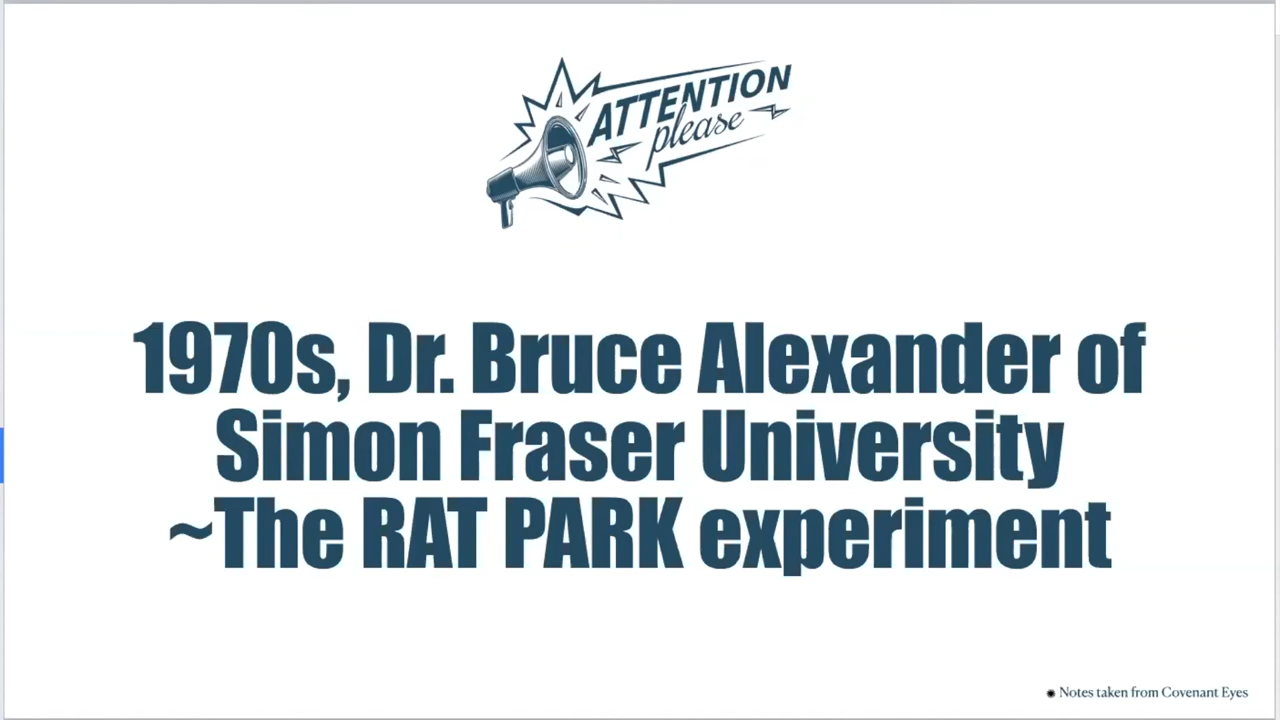 ATTENTION
please
1970s, Dr. Bruce Alexander of
Simon Fraser University
~The RAT PARK experiment
✹ Notes taken from Covenant Eyes